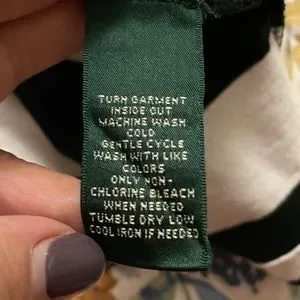 TURN GARMENT
INSIDE OUT
MACHINE WASH
COLD
GENTLE CYCLE
WASH WITH LIKE
COLORS
ONLY NON-
CHLORINE BLEACH
WHEN NEEDED
TUMBLE DRY LOW
COOL IRON IF NEEDED